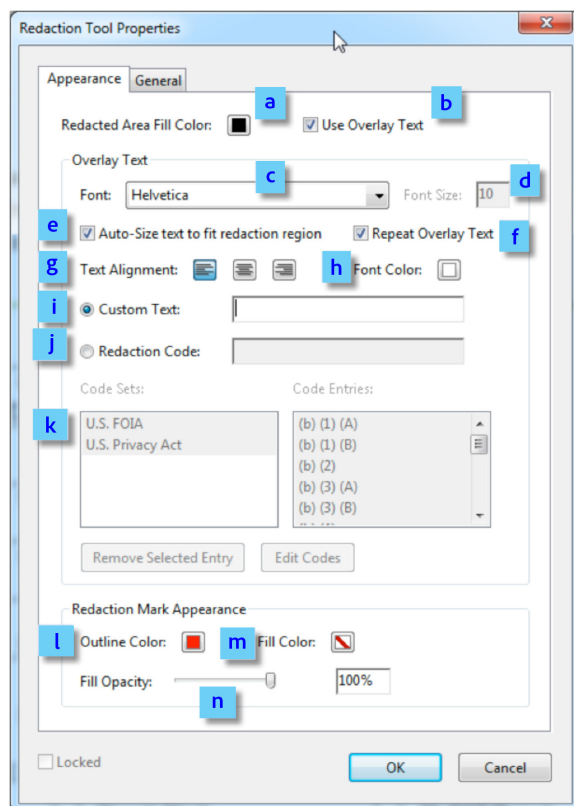 Redaction Tool Properties
Appearance General
a b
Redacted Area Fill Color: Use Overlay Text
Overlay Text
c d
Font: Helvetica Font Size: 10
e Auto-Size text to fit redaction region Repeat Overlay Text f
g Text Alignment: h Font Color:
i Custom Text:
j Redaction Code:
Code Sets: Code Entries:
k U.S. FOIA (b) (1) (A)
U.S. Privacy Act (b) (1) (B)
(b) (2)
(b) (3) (A)
(b) (3) (B)
Remove Selected Entry Edit Codes
Redaction Mark Appearance
l Outline Color: m Fill Color:
Fill Opacity: 100%
n
Locked OK Cancel